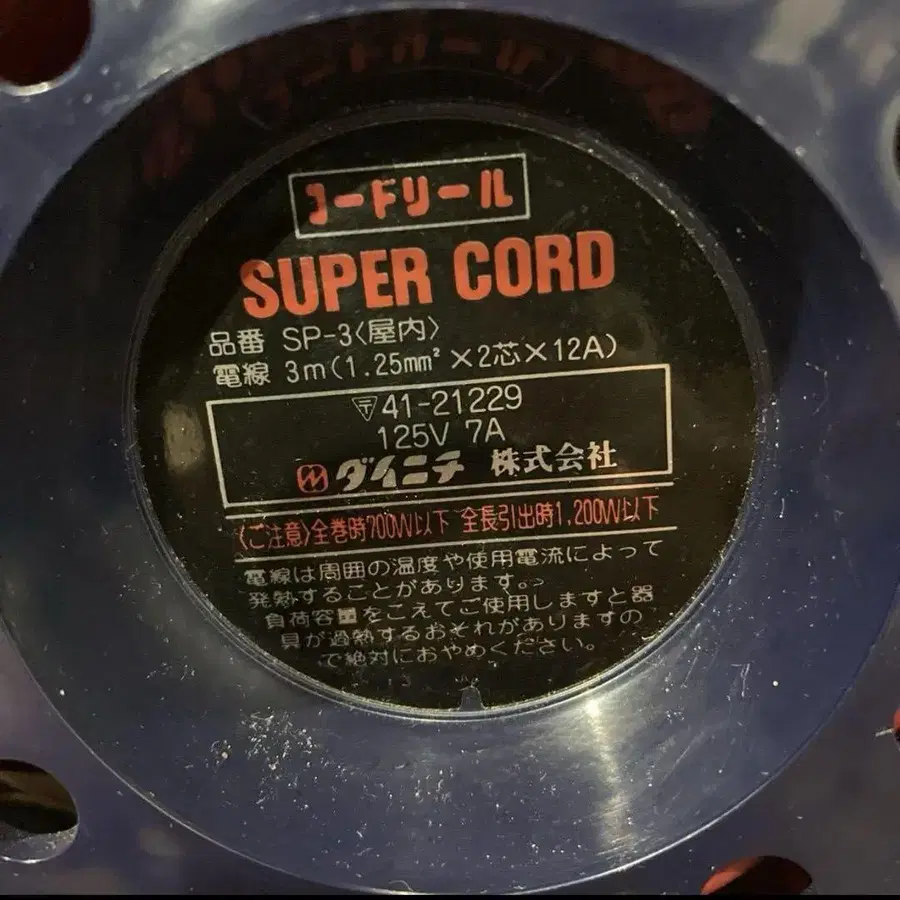 コードリール
SUPER CORD
品番 SP-3〈屋内〉
電線 3m(1.25mm²×2芯×12A)
〒41-21229
125V 7A
ダイニチ 株式会社
〈ご注意〉全巻時700W以下 全長引出時1,200W以下
電線は周囲の温度や使用電流によって
発熱することがあります。
負荷容量をこえてご使用しますと器
具が過熱するおそれがありますの
で絶対におやめください。